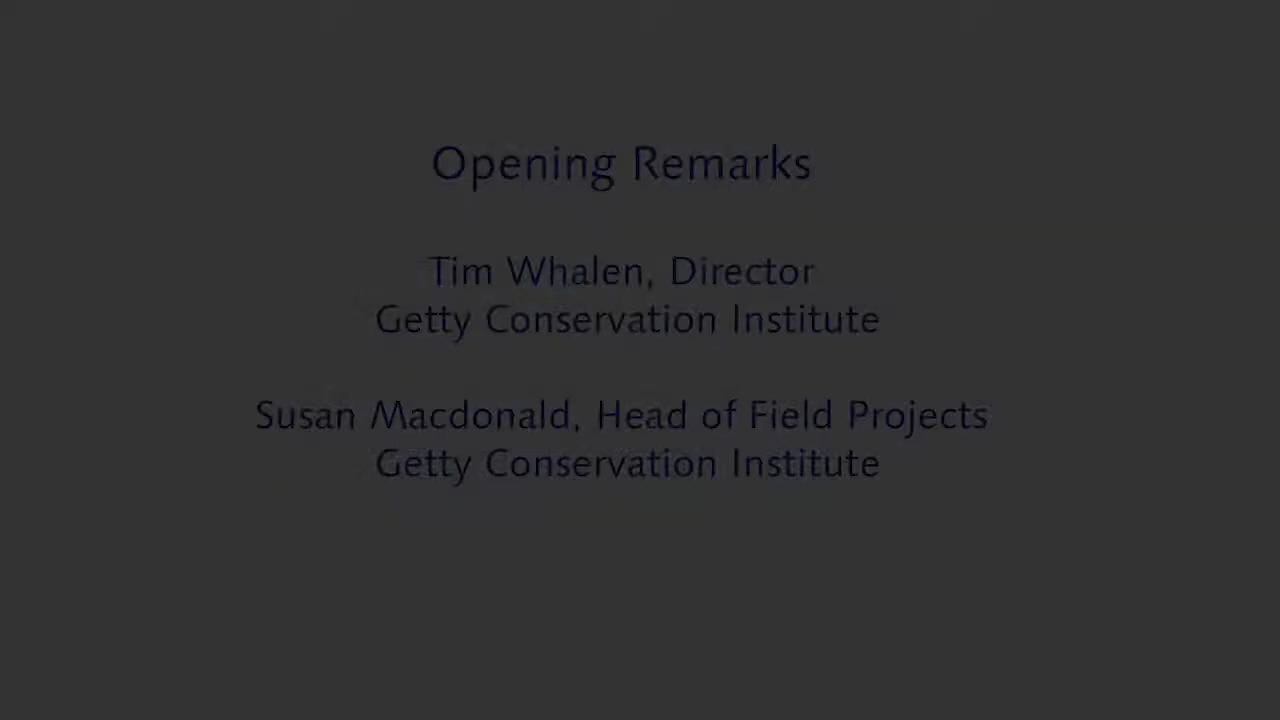 Opening Remarks
Tim Whalen, Director
Getty Conservation Institute
Susan Macdonald, Head of Field Projects
Getty Conservation Institute